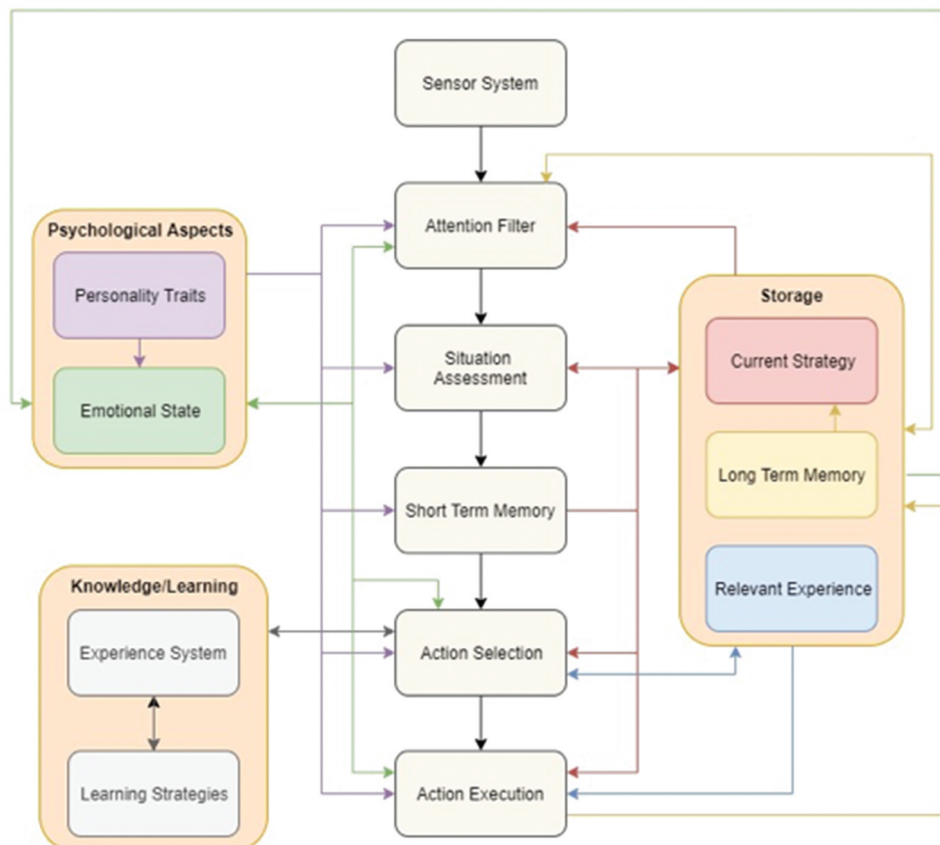 Sensor System
Attention Filter
Psychological Aspects
Personality Traits
Emotional State
Situation
Assessment
Storage
Current Strategy
Long Term Memory
Relevant Experience
Short Term Memory
Knowledge/Learning
Experience System
Learning Strategies
Action Selection
Action Execution